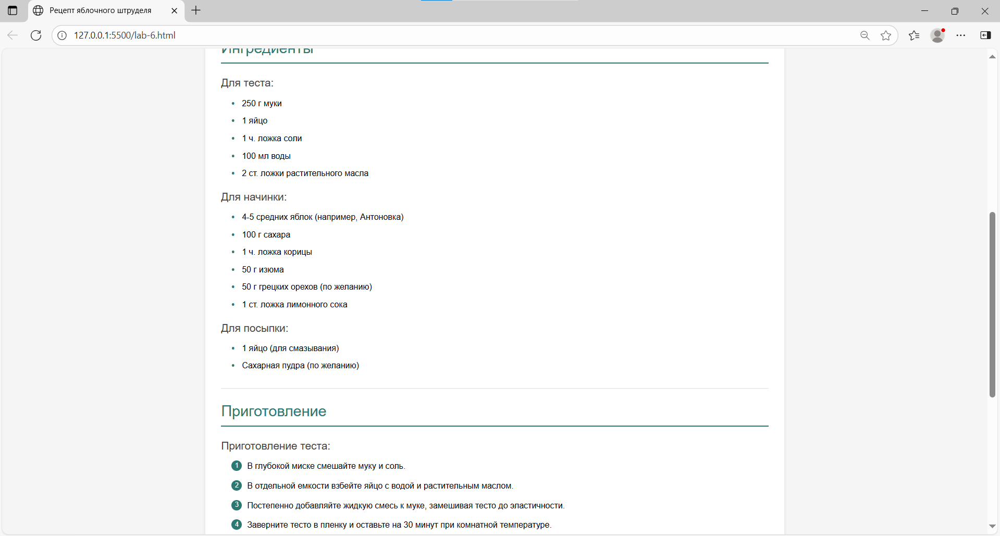 Рецепт яблочного штруделя
127.0.0.1:5500/lab-6.html
Ингредиенты
Для теста:
• 250 г муки
• 1 яйцо
• 1 ч. ложка соли
• 100 мл воды
• 2 ст. ложки растительного масла
Для начинки:
• 4-5 средних яблок (например, Антоновка)
• 100 г сахара
• 1 ч. ложка корицы
• 50 г изюма
• 50 г грецких орехов (по желанию)
• 1 ст. ложка лимонного сока
Для посыпки:
• 1 яйцо (для смазывания)
• Сахарная пудра (по желанию)
Приготовление
Приготовление теста:
1 В глубокой миске смешайте муку и соль.
2 В отдельной емкости взбейте яйцо с водой и растительным маслом.
3 Постепенно добавляйте жидкую смесь к муке, замешивая тесто до эластичности.
4 Заверните тесто в пленку и оставьте на 30 минут при комнатной температуре.